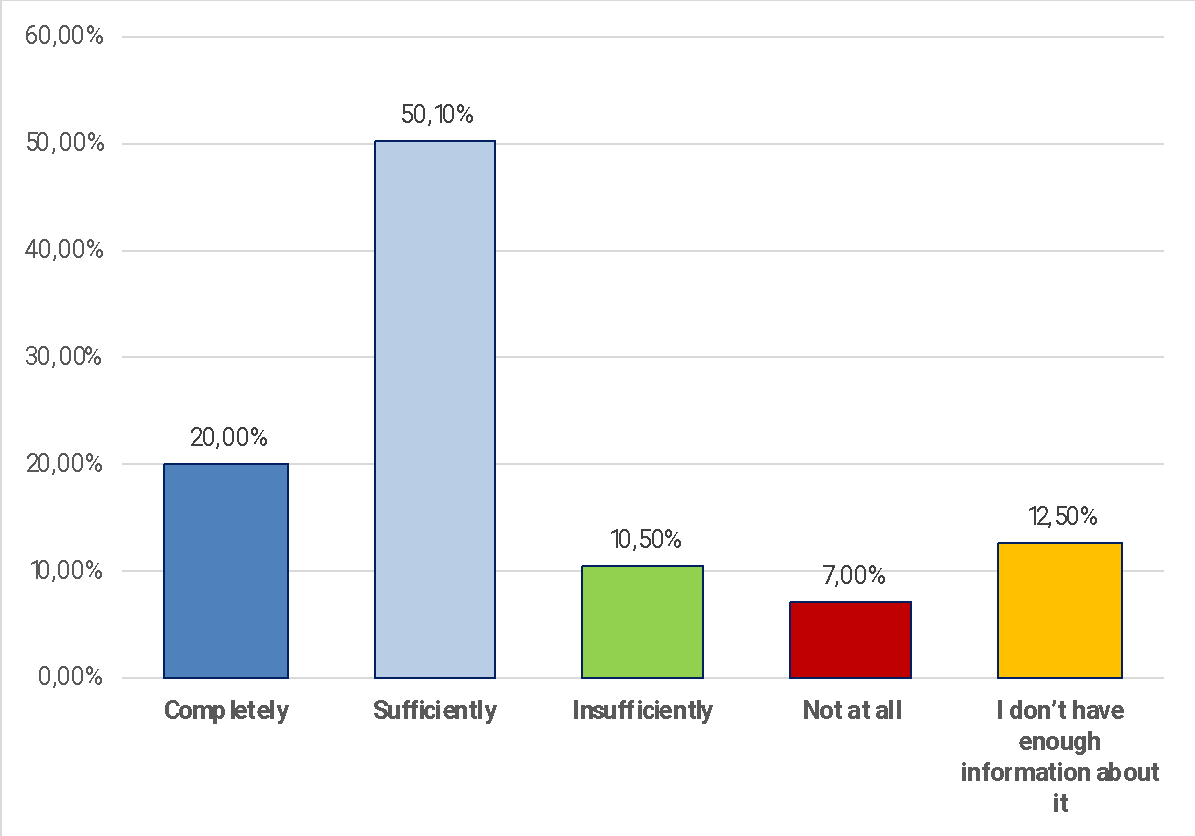 60,00%
50,00%
40,00%
30,00%
20,00%
10,00%
0,00%
20,00%
50,10%
10,50%
7,00%
12,50%
Completely
Sufficiently
Insufficiently
Not at all
I don’t have
enough
information about
it